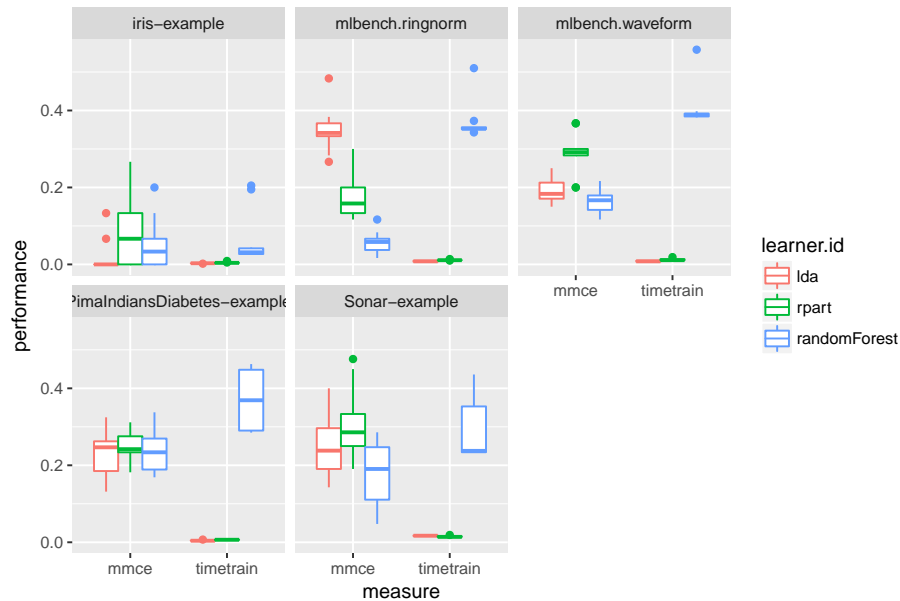 iris−example
mlbench.ringnorm
mlbench.waveform
0.4
0.2
0.0
mmce
timetrain
PimaIndiansDiabetes−example
Sonar−example
0.4
0.2
0.0
mmce
timetrain
mmce
timetrain
measure
performance
learner.id
lda
rpart
randomForest